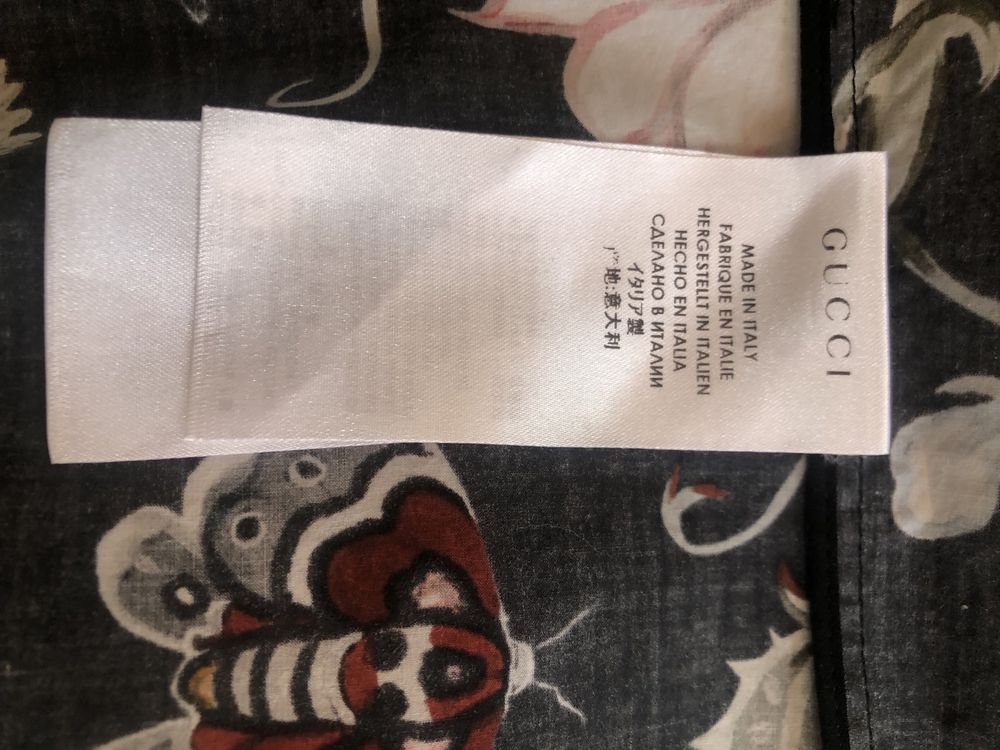 GUCCI
MADE IN ITALY
FABRIQUE EN ITALIE
HERGESTELLT IN ITALIEN
HECHO EN ITALIA
СДЕЛАНО В ИТАЛИИ
イタリア製
地:意大利